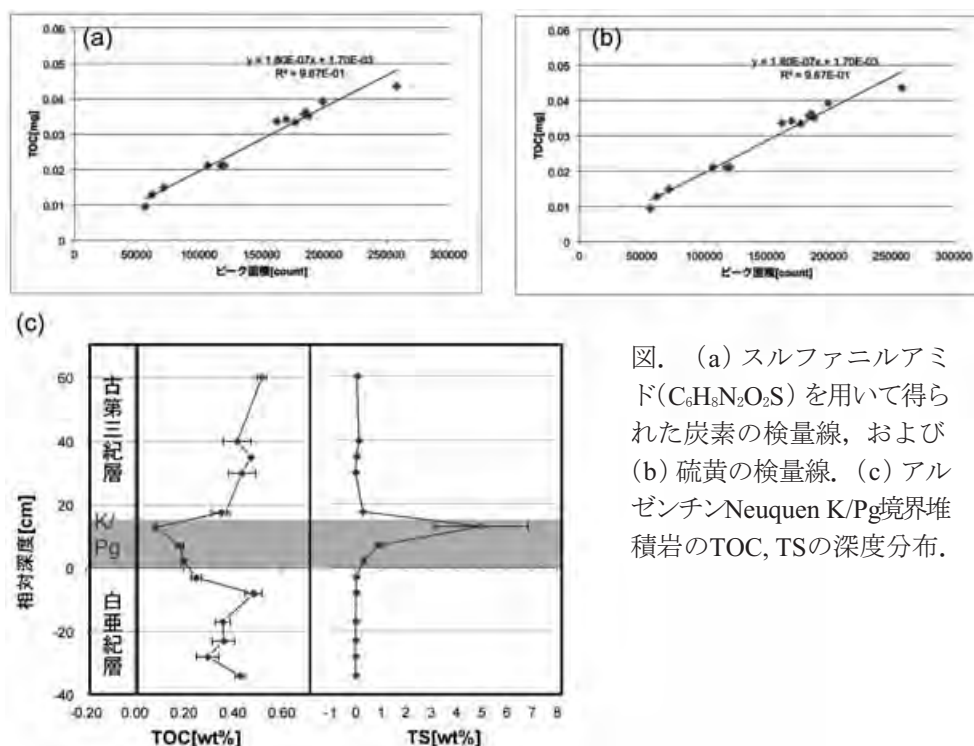 (a)
0.06
0.05
0.04
0.03
0.02
0.01
0
TOC[mg]
y = 1.80E-07x + 1.70E-03
R² = 9.67E-01
0
50000
100000
150000
200000
250000
300000
ピーク面積[count]
(b)
0.06
0.05
0.04
0.03
0.02
0.01
0
TOC[mg]
y = 1.80E-07x + 1.70E-03
R² = 9.67E-01
0
50000
100000
150000
200000
250000
300000
ピーク面積[count]
(c)
60
40
20
0
-20
-40
相対深度[cm]
古第三紀層
K/
Pg
白亜紀層
-0.20
0.00
0.20
0.40
0.60
TOC[wt%]
-1
0
1
2
3
4
5
6
7
8
TS[wt%]
図. (a) スルファニルアミ
ド(C₆H₈N₂O₂S) を用いて得ら
れた炭素の検量線, および
(b) 硫黄の検量線. (c) アル
ゼンチンNeuquen K/Pg境界堆
積岩のTOC, TSの深度分布.